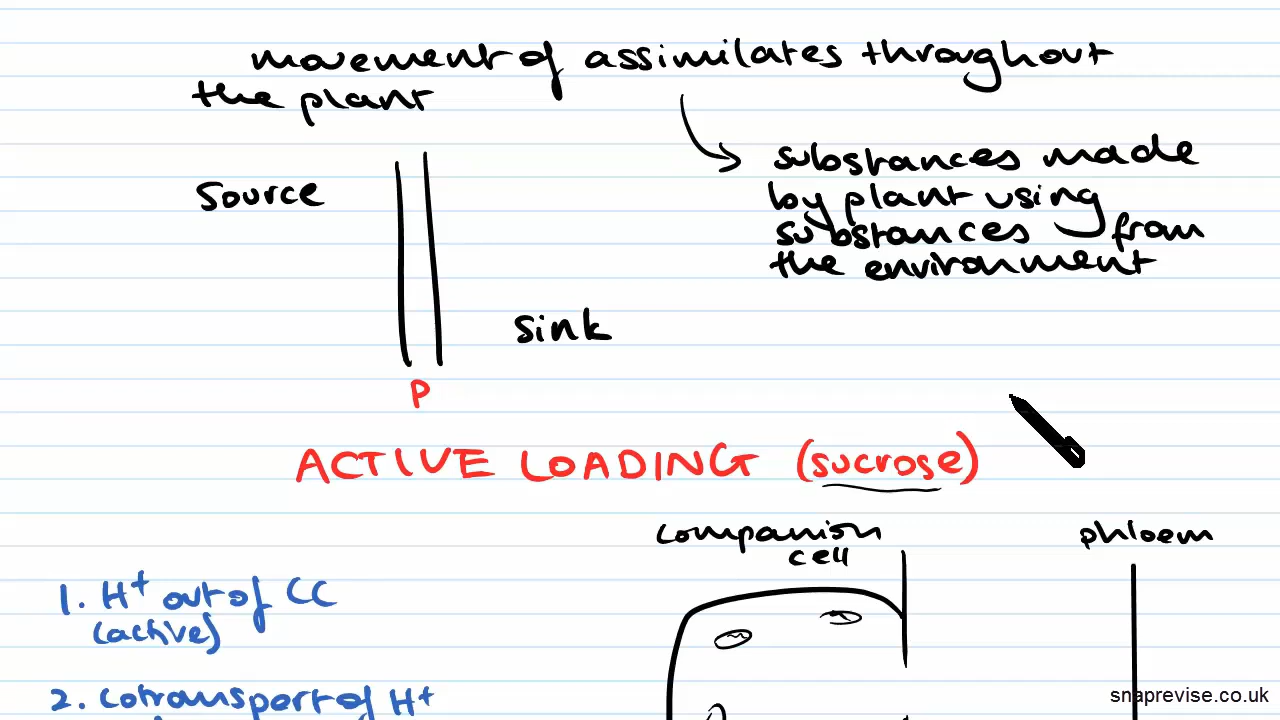 movement of assimilates throughout
the plant
substances made
by plant using
substances from
the environment
source
sink
P
ACTIVE LOADING (sucrose)
companion
cell
phloem
1. H+ out of CC
(active)
2. cotransport of H+
snaprevise.co.uk